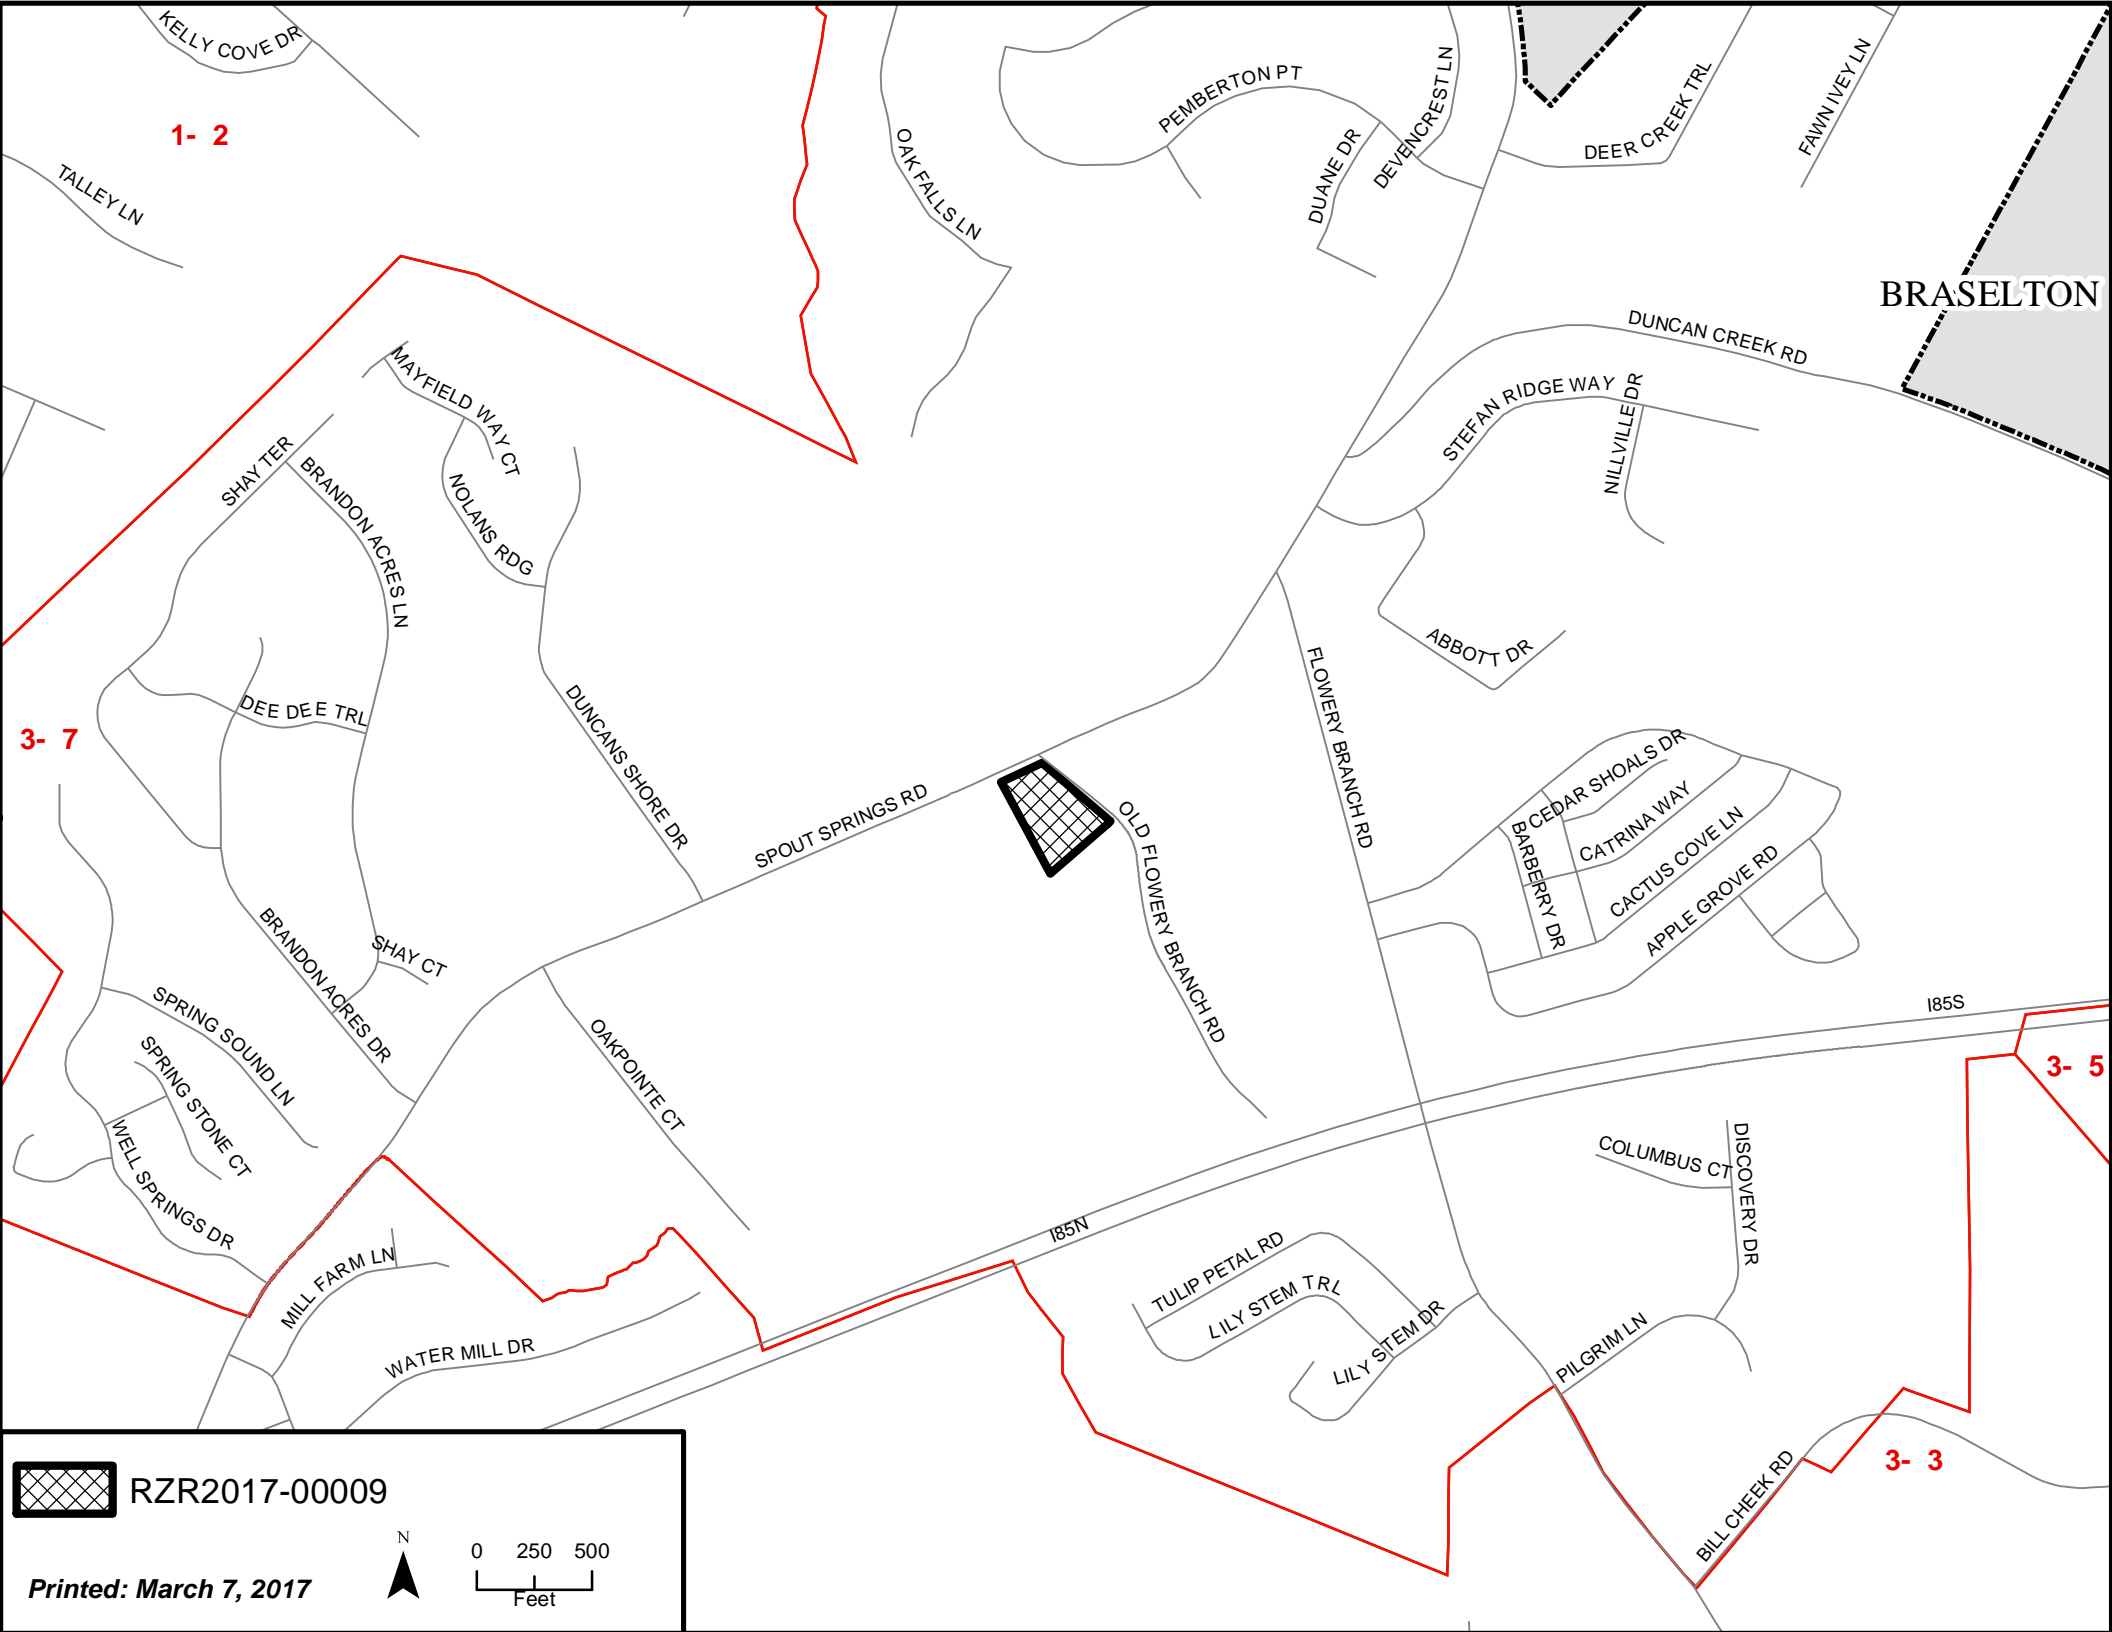 KELLY COVE DR
1- 2
TALLEY LN
OAK FALLS LN
PEMBERTON PT
DUANE DR
DEVENCREST LN
DEER CREEK TRL
FAWN IVEY LN
BRASELTON
DUNCAN CREEK RD
STEFAN RIDGE WAY
NILLVILLE DR
MAYFIELD WAY CT
SHAY TER
BRANDON ACRES LN
NOLANS RDG
ABBOTT DR
FLOWERY BRANCH RD
DEE DEE TRL
3- 7
DUNCANS SHORE DR
SPOUT SPRINGS RD
OLD FLOWERY BRANCH RD
CEDAR SHOALS DR
CATRINA WAY
BARBERRY DR
CACTUS COVE LN
APPLE GROVE RD
BRANDON ACRES DR
SHAY CT
SPRING SOUND LN
SPRING STONE CT
OAKPOINTE CT
I85S
3- 5
WELL SPRINGS DR
COLUMBUS CT
DISCOVERY DR
I85N
MILL FARM LN
TULIP PETAL RD
LILY STEM TRL
LILY STEM DR
WATER MILL DR
PILGRIM LN
BILL CHEEK RD
3- 3
RZR2017-00009
N
0 250 500
Feet
Printed: March 7, 2017